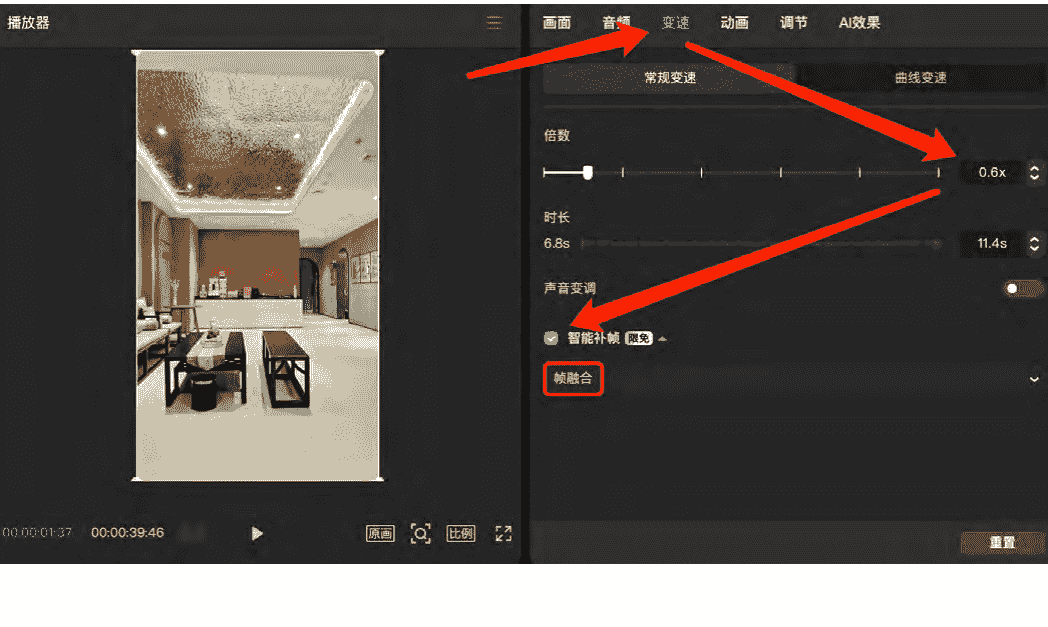 播放器
画面 音频 变速 动画 调节 AI效果
常规变速 曲线变速
倍数
0.6x
时长
6.8s 11.4s
声音变调
智能补帧 限免
帧融合
00:00:01:37 00:00:39:46 原画 比例
重置